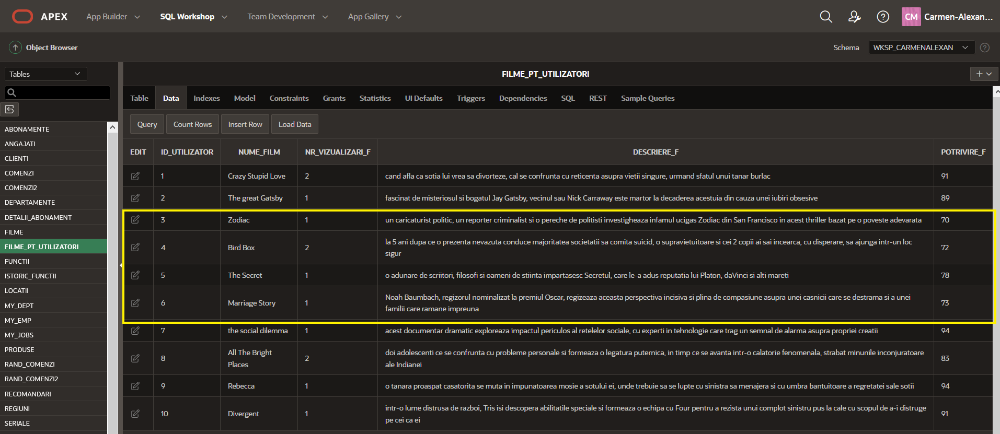 APEX App Builder SQL Workshop Team Development App Gallery CM Carmen-Alexan...
Object Browser Schema WKSP_CARMENALEXAN
Tables
FILME_PT_UTILIZATORI
Table Data Indexes Model Constraints Grants Statistics UI Defaults Triggers Dependencies SQL REST Sample Queries
Query Count Rows Insert Row Load Data
ABONAMENTE
ANGAJATI
CLIENTI
COMENZI
COMENZI2
DEPARTAMENTE
DETALII_ABONAMENT
FILME
FILME_PT_UTILIZATORI
FUNCTII
ISTORIC_FUNCTII
LOCATII
MY_DEPT
MY_EMP
MY_JOBS
PRODUSE
RAND_COMENZI
RAND_COMENZI2
RECOMANDARI
REGIUNI
SERIALE
EDIT ID_UTILIZATOR NUME_FILM NR_VIZUALIZARI_F DESCRIERE_F POTRIVIRE_F
1 Crazy Stupid Love 2 cand afla ca sotia lui vrea sa divorteze, cal se confrunta cu reticenta asupra vietii singure, urmand sfatul unui tanar burlac 91
2 The great Gatsby 1 fascinat de misteriosul si bogatul Jay Gatsby, vecinul sau Nick Carraway este martor la decaderea acestuia din cauza unei iubiri obsesive 89
3 Zodiac 1 un caricaturist politic, un reporter criminalist si o pereche de politisti investigheaza infamul ucigas Zodiac din San Francisco in acest thriller bazat pe o poveste adevarata 70
4 Bird Box 2 la 5 ani dupa ce o prezenta nevazuta conduce majoritatea societatii sa comita suicid, o supravietuitoare si cei 2 copii ai sai incearca, cu disperare, sa ajunga intr-un loc
sigur 72
5 The Secret 1 o adunare de scriitori, filosofi si oameni de stiinta impartasesc Secretul, care le-a adus reputatia lui Platon, daVinci si alti mareti 78
6 Marriage Story 1 Noah Baumbach, regizorul nominalizat la premiul Oscar, regizeaza aceasta perspectiva incisiva si plina de compasiune asupra unei casnicii care se destrama si a unei
familii care ramane impreuna 73
7 the social dilemma 1 acest documentar dramatic exploreaza impactul periculos al retelelor sociale, cu experti in tehnologie care trag un semnal de alarma asupra propriei creatii 94
8 All The Bright
Places 2 doi adolescenti ce se confrunta cu probleme personale si formeaza o legatura puternica, in timp ce se avanta intr-o calatorie fenomenala, strabat minunile inconjuratoare
ale Indianei 83
9 Rebecca 1 o tanara proaspat casatorita se muta in impunatoarea mosie a sotului ei, unde trebuie sa se lupte cu sinistra sa menajera si cu umbra bantuitoare a regretatei sale sotii 94
10 Divergent 1 intr-o lume distrusa de razboi, Tris isi descopera abilitatile speciale si formeaza o echipa cu Four pentru a rezista unui complot sinistru pus la cale cu scopul de a-i distruge
pe cei ca ei 91